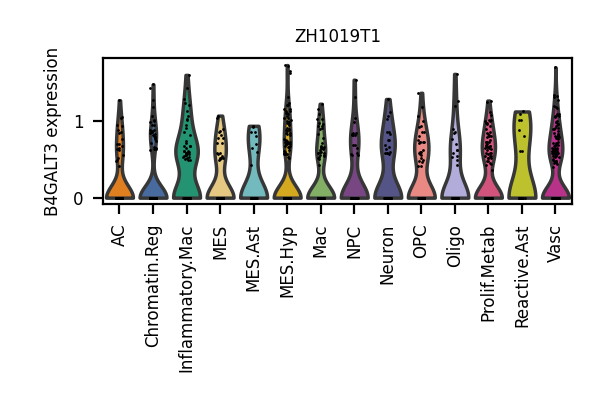 ZH1019T1
B4GALT3 expression
1
0
AC
Chromatin.Reg
Inflammatory.Mac
MES
MES.Ast
MES.Hyp
Mac
NPC
Neuron
OPC
Oligo
Prolif.Metab
Reactive.Ast
Vasc